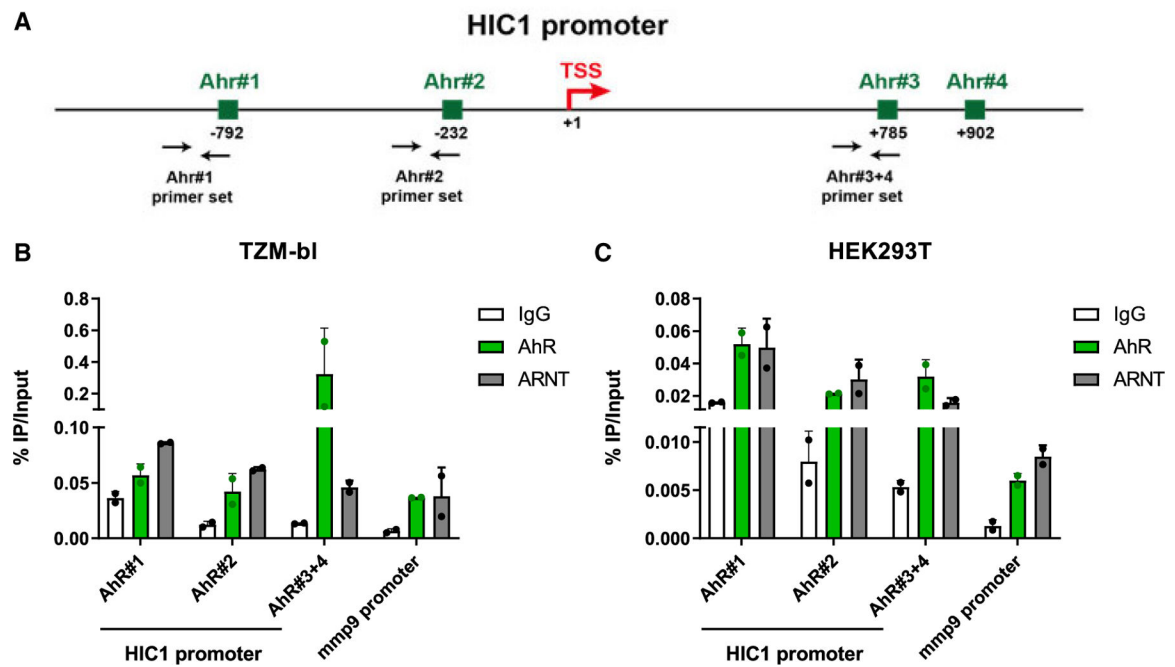 A
HIC1 promoter
TSS
Ahr#1
Ahr#2
Ahr#3
Ahr#4
-792
-232
+1
+785
+902
Ahr#1
primer set
Ahr#2
primer set
Ahr#3+4
primer set
B
TZM-bl
% IP/Input
0.8
0.6
0.4
0.2
0.10
0.05
0.00
IgG
AhR
ARNT
AhR#1
AhR#2
AhR#3+4
mmp9 promoter
HIC1 promoter
C
HEK293T
% IP/Input
0.08
0.06
0.04
0.02
0.010
0.005
0.000
IgG
AhR
ARNT
AhR#1
AhR#2
AhR#3+4
mmp9 promoter
HIC1 promoter